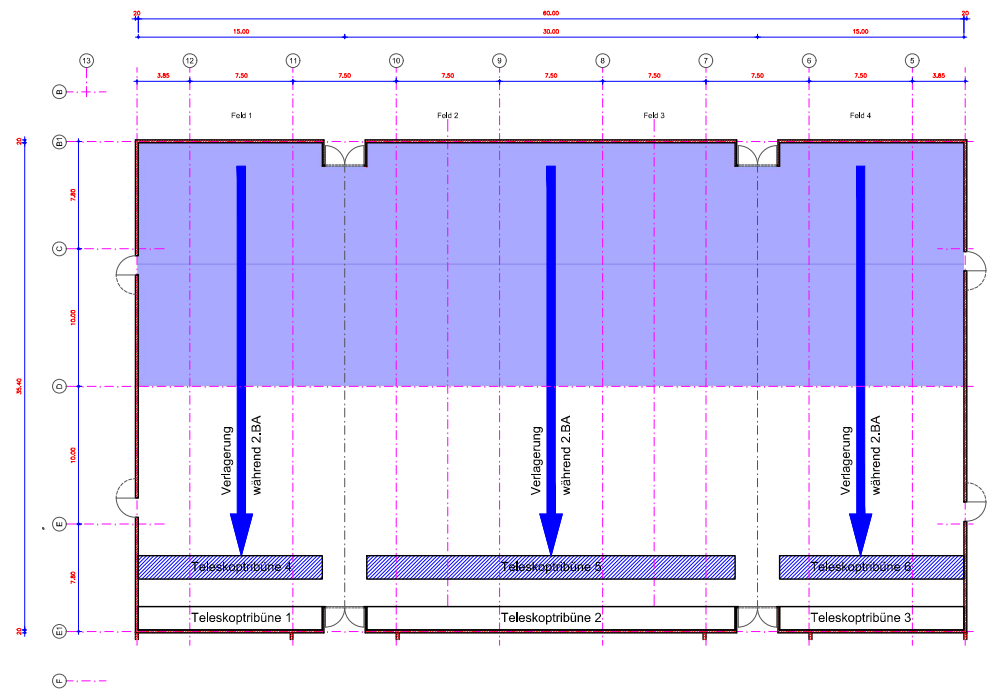 20 60.00 20
15.00 30.00 15.00
13 12 11 10 9 8 7 6 5
3.85 7.50 7.50 7.50 7.50 7.50 7.50 7.50 3.85
B
Feld 1 Feld 2 Feld 3 Feld 4
20 B1
7.80
C
10.00
35.40
D
10.00
Verlagerung
während 2.BA
Verlagerung
während 2.BA
Verlagerung
während 2.BA
E
7.80
Teleskoptribüne 4 Teleskoptribüne 5 Teleskoptribüne 6
Teleskoptribüne 1 Teleskoptribüne 2 Teleskoptribüne 3
20 E1
F